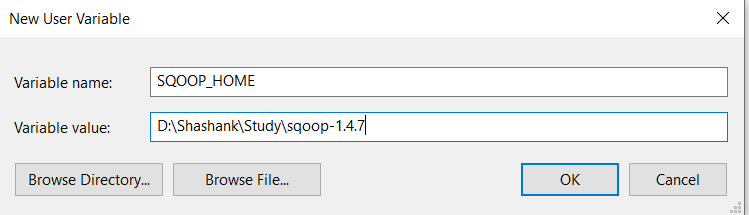 New User Variable
Variable name: SQOOP_HOME
Variable value: D:\Shashank\Study\sqoop-1.4.7
Browse Directory... Browse File... OK Cancel